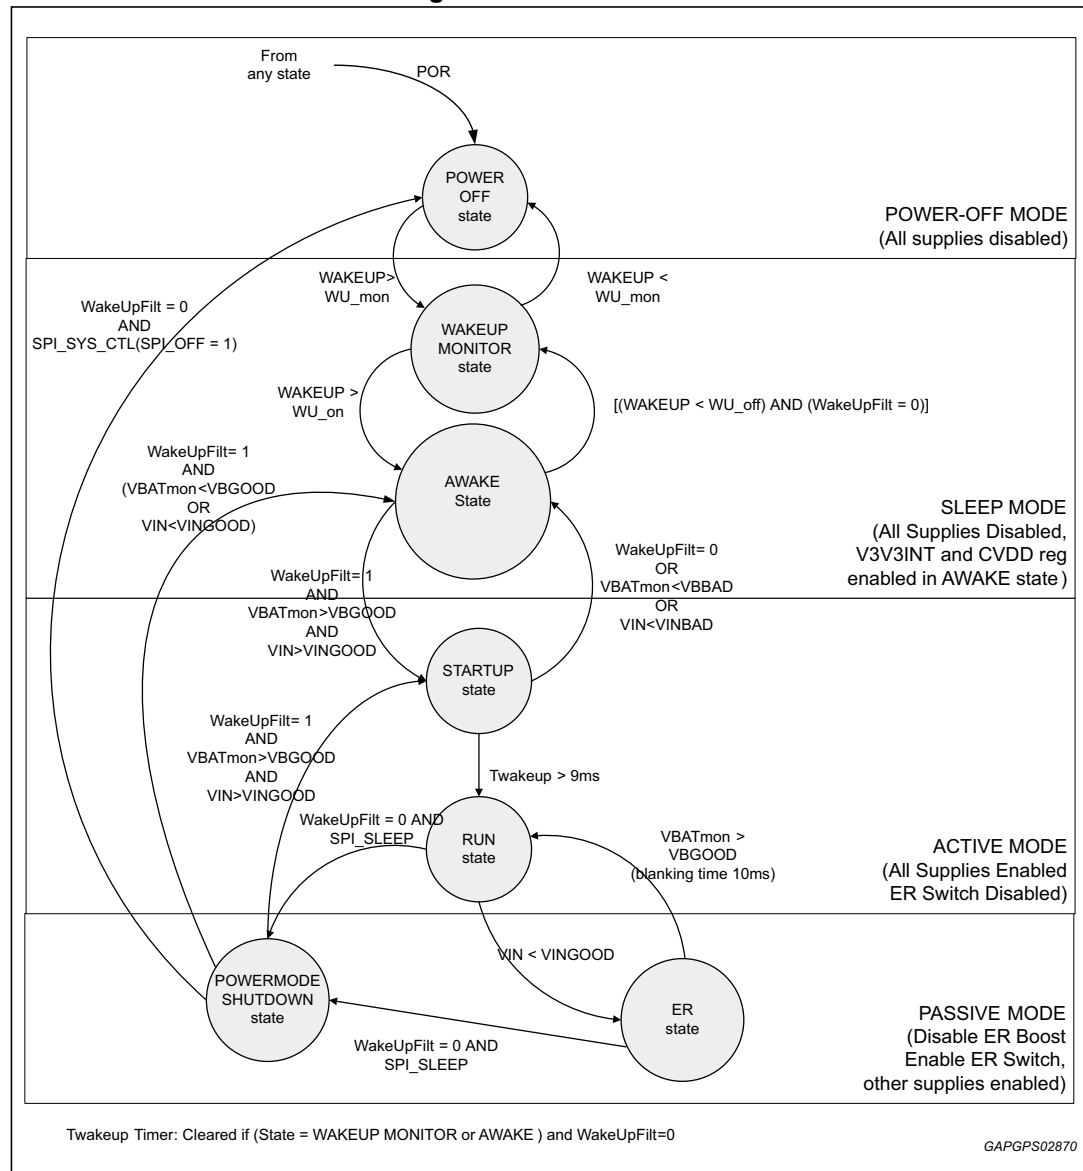 From
any state
POR
POWER
OFF
state
POWER-OFF MODE
(All supplies disabled)
WAKEUP>
WU_mon
WAKEUP <
WU_mon
WakeUpFilt = 0
AND
SPI_SYS_CTL(SPI_OFF = 1)
WAKEUP
MONITOR
state
WAKEUP >
WU_on
[(WAKEUP < WU_off) AND (WakeUpFilt = 0)]
WakeUpFilt= 1
AND
(VBATmon<VBGOOD
OR
VIN<VINGOOD)
AWAKE
State
SLEEP MODE
(All Supplies Disabled,
V3V3INT and CVDD reg
enabled in AWAKE state)
WakeUpFilt= 1
AND
VBATmon>VBGOOD
AND
VIN>VINGOOD
WakeUpFilt= 0
OR
VBATmon<VBBAD
OR
VIN<VINBAD
STARTUP
state
WakeUpFilt= 1
AND
VBATmon>VBGOOD
AND
VIN>VINGOOD
Twakeup > 9ms
WakeUpFilt = 0 AND
SPI_SLEEP
RUN
state
VBATmon >
VBGOOD
(blanking time 10ms)
ACTIVE MODE
(All Supplies Enabled
ER Switch Disabled)
VIN < VINGOOD
POWERMODE
SHUTDOWN
state
ER
state
WakeUpFilt = 0 AND
SPI_SLEEP
PASSIVE MODE
(Disable ER Boost
Enable ER Switch,
other supplies enabled)
Twakeup Timer: Cleared if (State = WAKEUP MONITOR or AWAKE ) and WakeUpFilt=0
GAPGPS02870